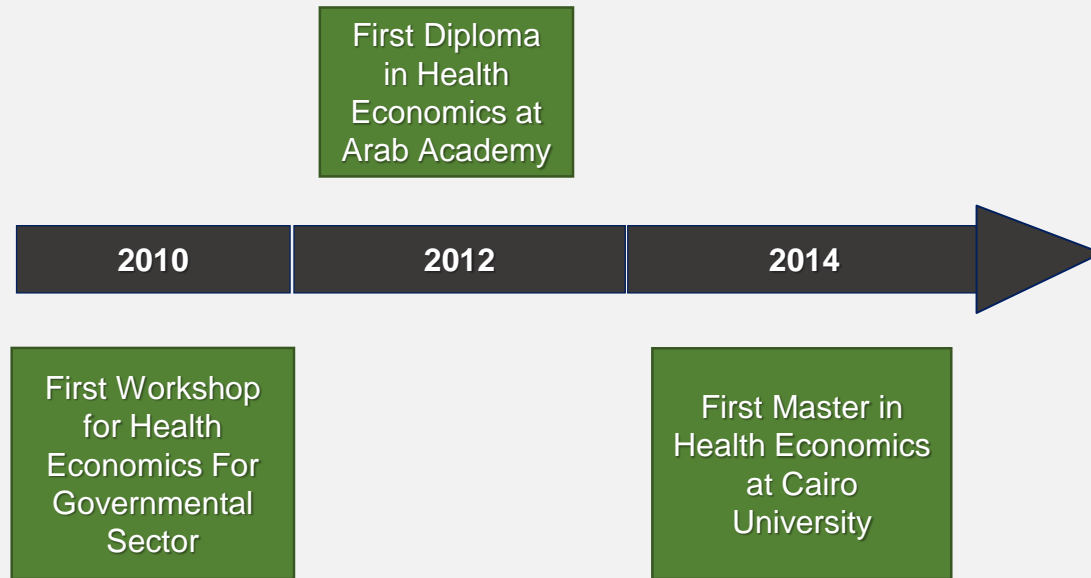 First Diploma
in Health
Economics at
Arab Academy
2010
2012
2014
First Workshop
for Health
Economics For
Governmental
Sector
First Master in
Health Economics
at Cairo
University